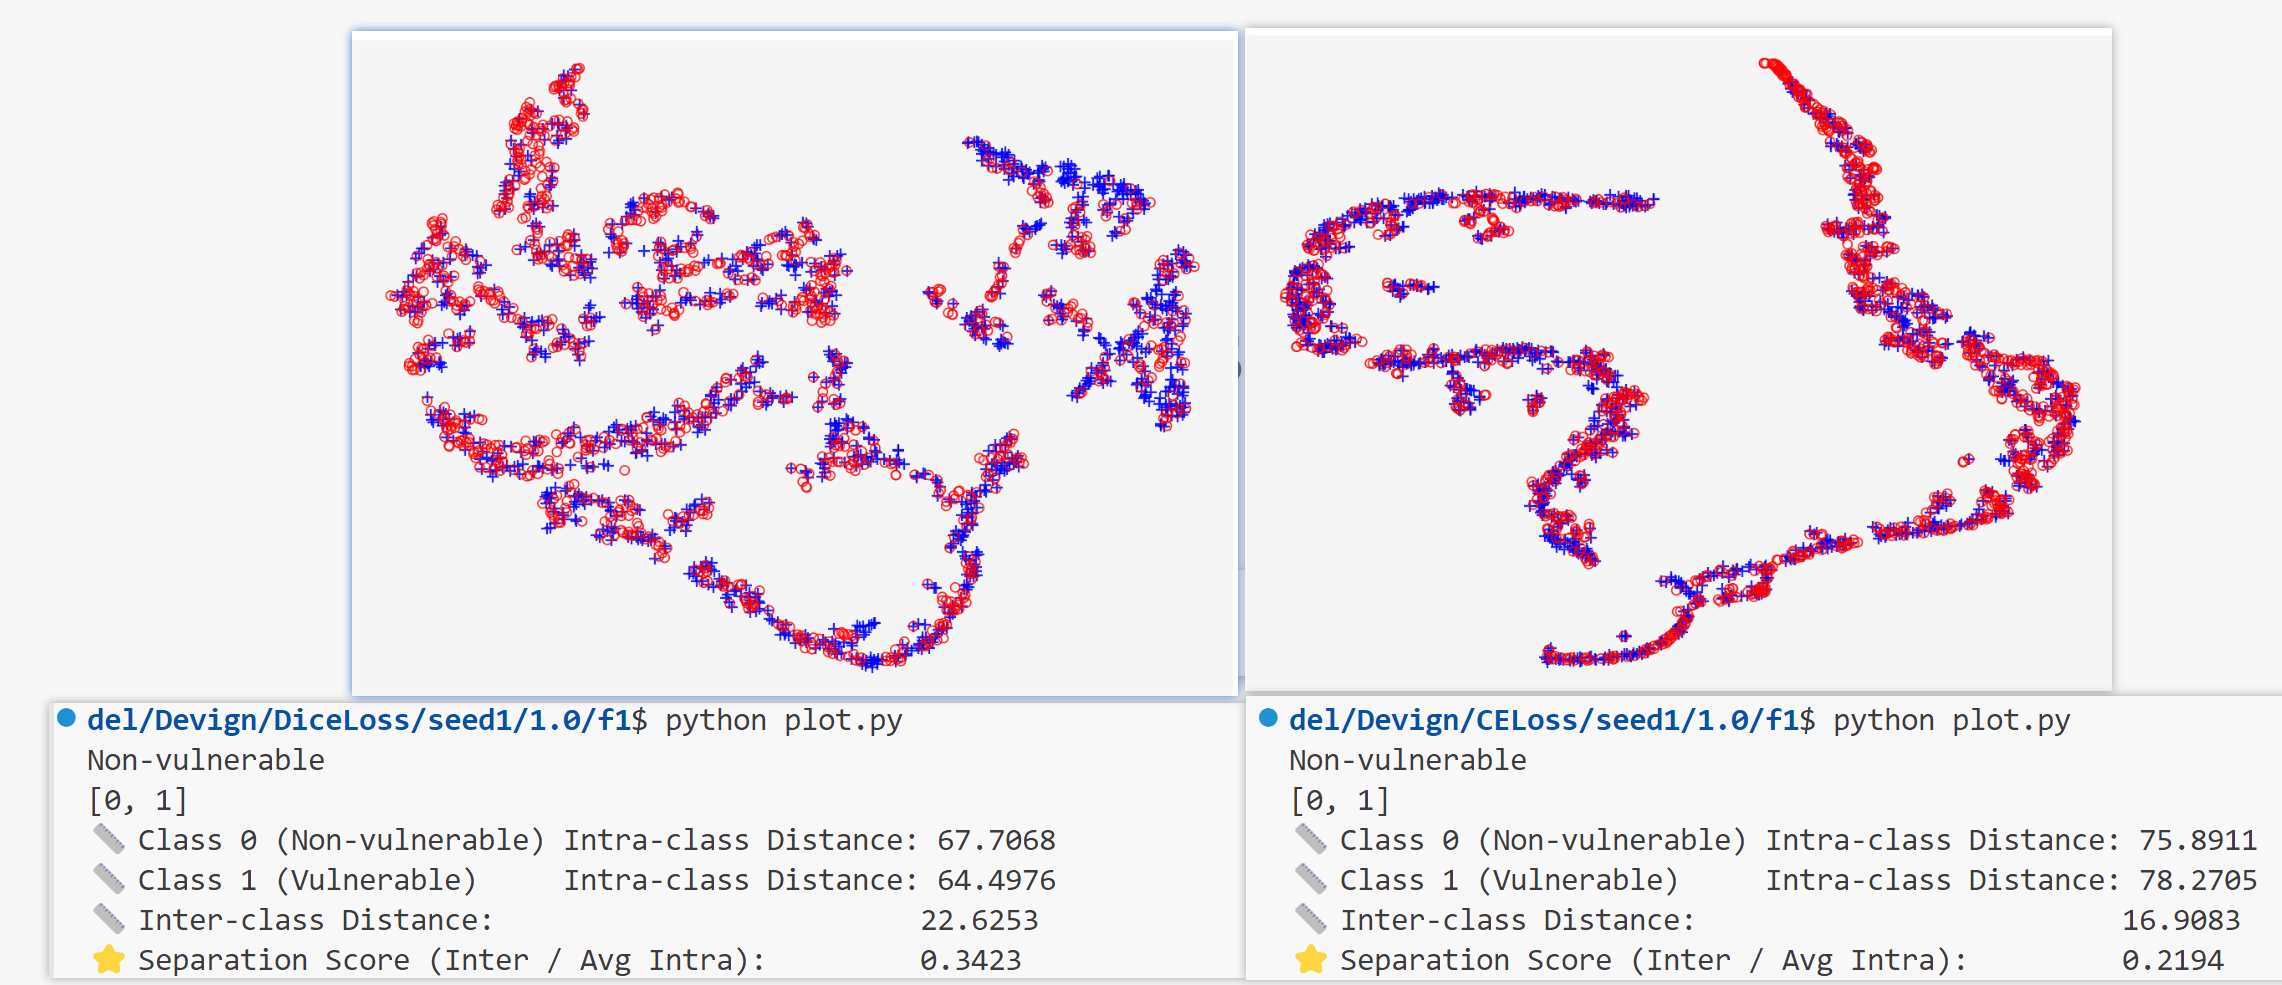 del/Devign/DiceLoss/seed1/1.0/f1$ python plot.py
Non-vulnerable
[0, 1]
📏 Class 0 (Non-vulnerable) Intra-class Distance: 67.7068
📏 Class 1 (Vulnerable)     Intra-class Distance: 64.4976
📏 Inter-class Distance:                         22.6253
⭐ Separation Score (Inter / Avg Intra):         0.3423
del/Devign/CELoss/seed1/1.0/f1$ python plot.py
Non-vulnerable
[0, 1]
📏 Class 0 (Non-vulnerable) Intra-class Distance: 75.8911
📏 Class 1 (Vulnerable)     Intra-class Distance: 78.2705
📏 Inter-class Distance:                         16.9083
⭐ Separation Score (Inter / Avg Intra):         0.2194